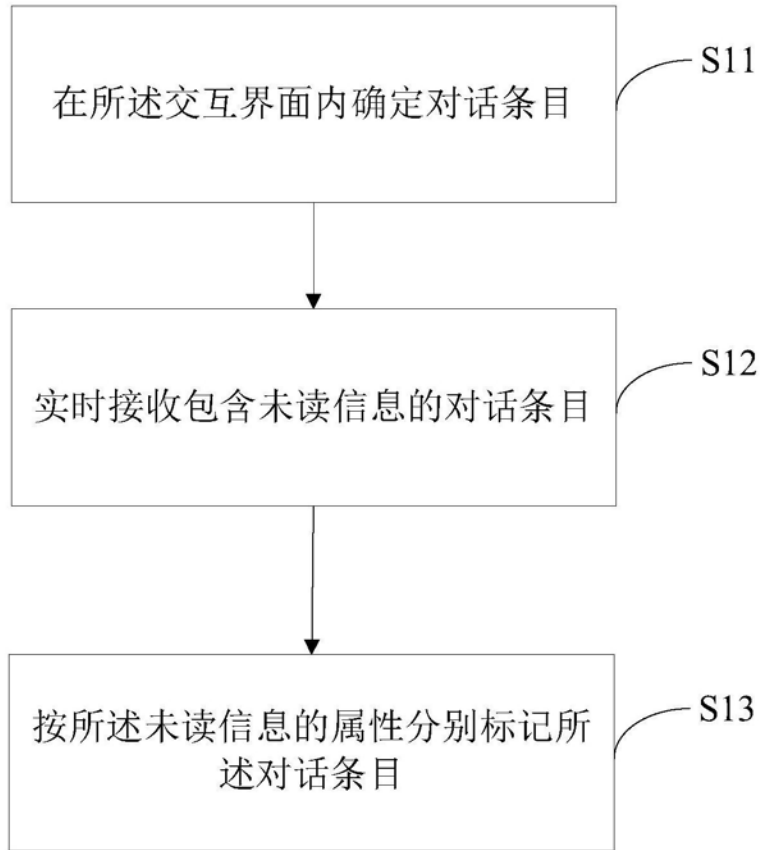 在所述交互界面内确定对话条目
S11
实时接收包含未读信息的对话条目
S12
按所述未读信息的属性分别标记所
述对话条目
S13